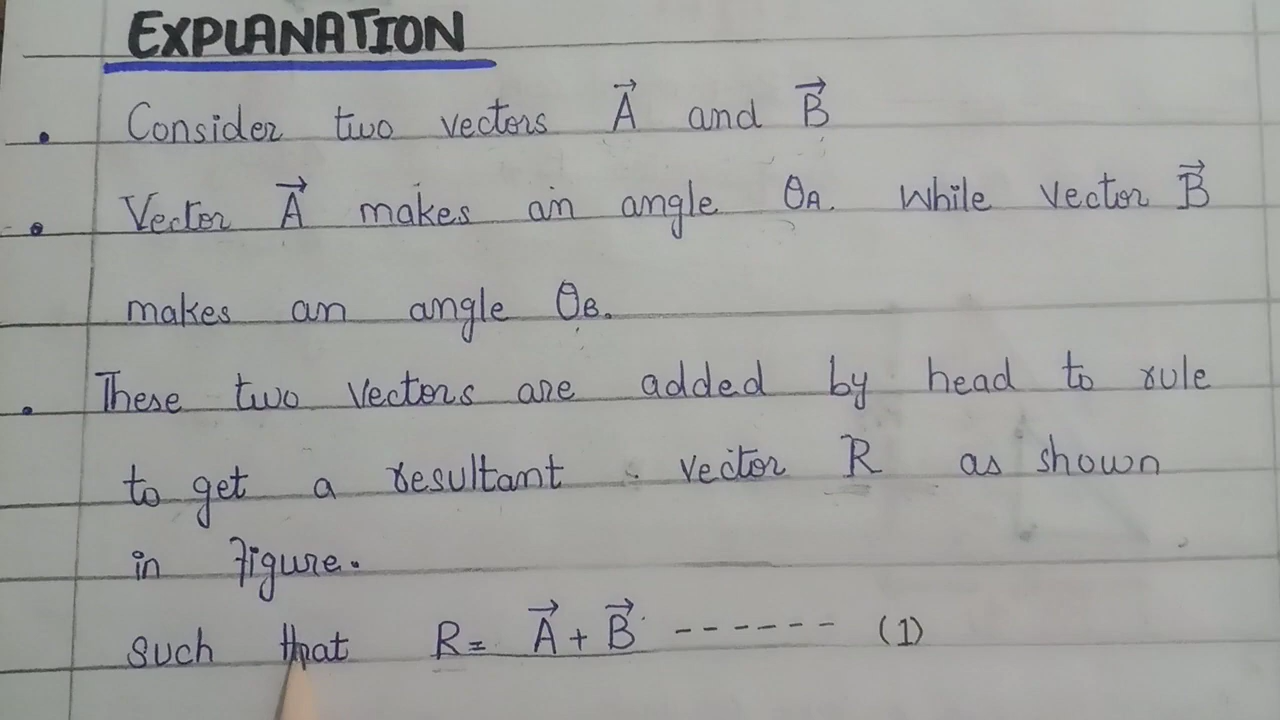 EXPLANATION
• Consider two vectors A⃗ and B⃗
• Vector A⃗ makes an angle θA. While vector B⃗
makes an angle θB.
• These two vectors are added by head to rule
to get a resultant vector R as shown
in figure.
such that R = A⃗ + B⃗ ------ (1)